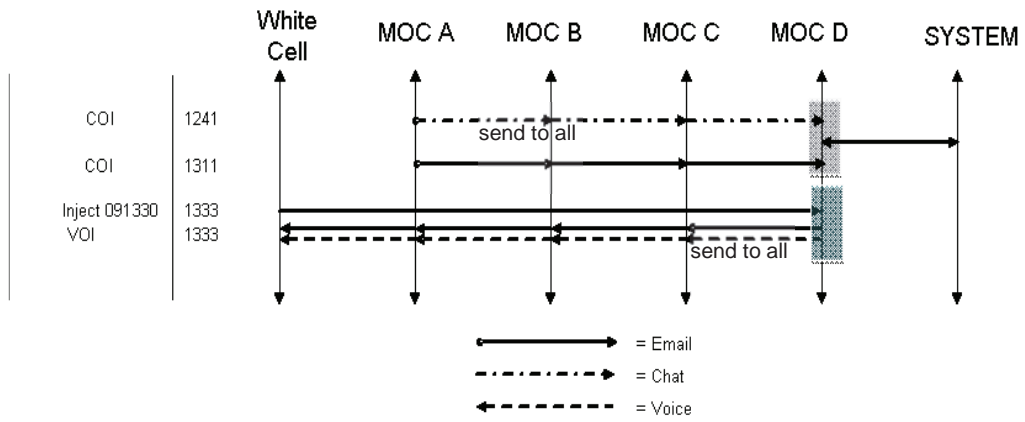 White Cell
MOC A
MOC B
MOC C
MOC D
SYSTEM
COI 1241
send to all
COI 1311
Inject 091330 1333
VOI 1333
send to all
= Email
= Chat
= Voice